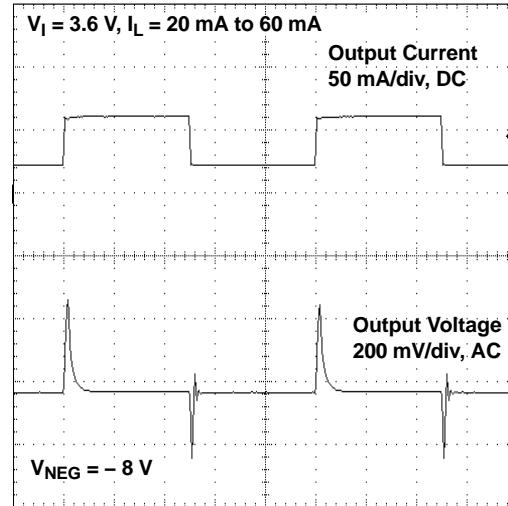 V_I = 3.6 V, I_L = 20 mA to 60 mA
Output Current
50 mA/div, DC
Output Voltage
200 mV/div, AC
V_NEG = – 8 V